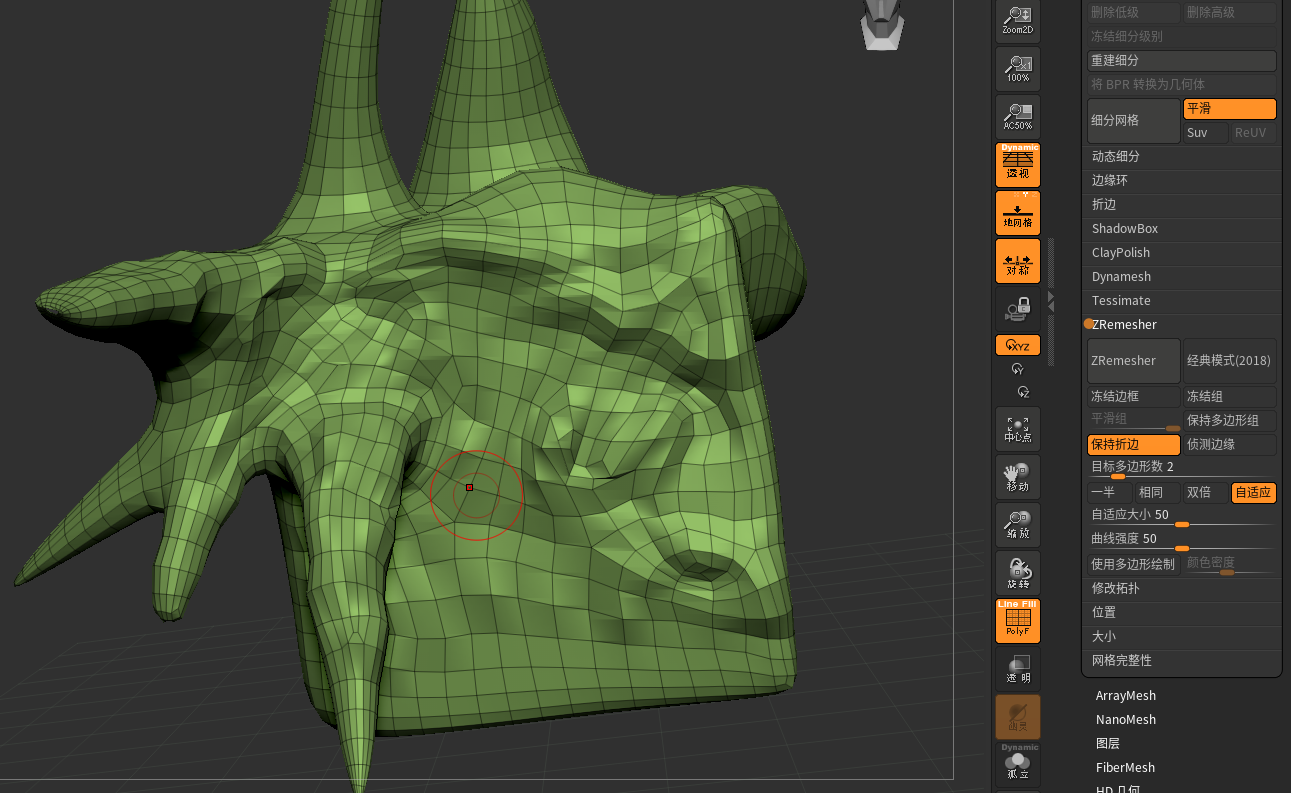 Zoom2D
100%
AC50%
Dynamic
透视
地网格
对称
XYZ
Y
Z
中心点
移动
缩放
旋转
Line Fill
PolyF
透明
Dynamic
孤立
删除低级 删除高级
冻结细分级别
重建细分
将 BPR 转换为几何体
细分网格 平滑
Suv ReUV
动态细分
边缘环
折边
ShadowBox
ClayPolish
Dynamesh
Tessimate
ZRemesher
ZRemesher 经典模式(2018)
冻结边框 冻结组
平滑组 保持多边形组
保持折边 侦测边缘
目标多边形数 2
一半 相同 双倍 自适应
自适应大小 50
曲线强度 50
使用多边形绘制 颜色密度
修改拓扑
位置
大小
网格完整性
ArrayMesh
NanoMesh
图层
FiberMesh
HD 几何